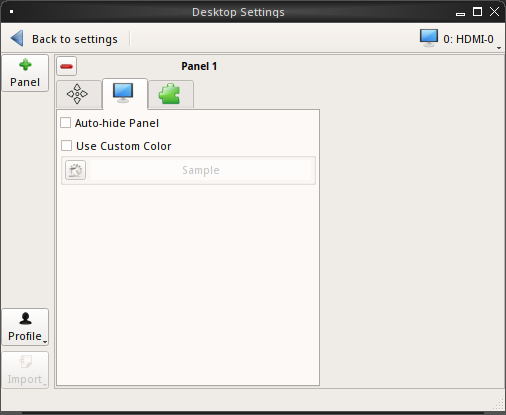 Desktop Settings
Back to settings
0: HDMI-0
Panel
Panel 1
Auto-hide Panel
Use Custom Color
Sample
Profile
Import